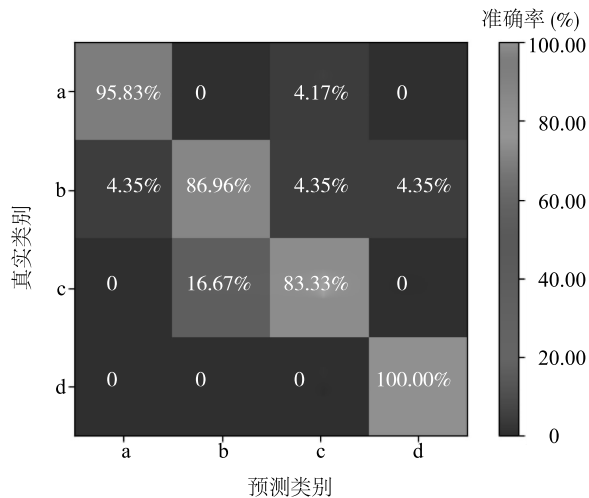 准确率 (%)
a 95.83% 0 4.17% 0
b 4.35% 86.96% 4.35% 4.35%
c 0 16.67% 83.33% 0
d 0 0 0 100.00%
a b c d
预测类别
真实类别
100.00
80.00
60.00
40.00
20.00
0